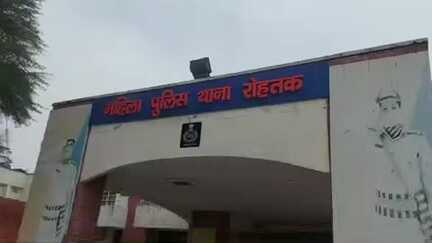 महिला पुलिस थाना रोहतक